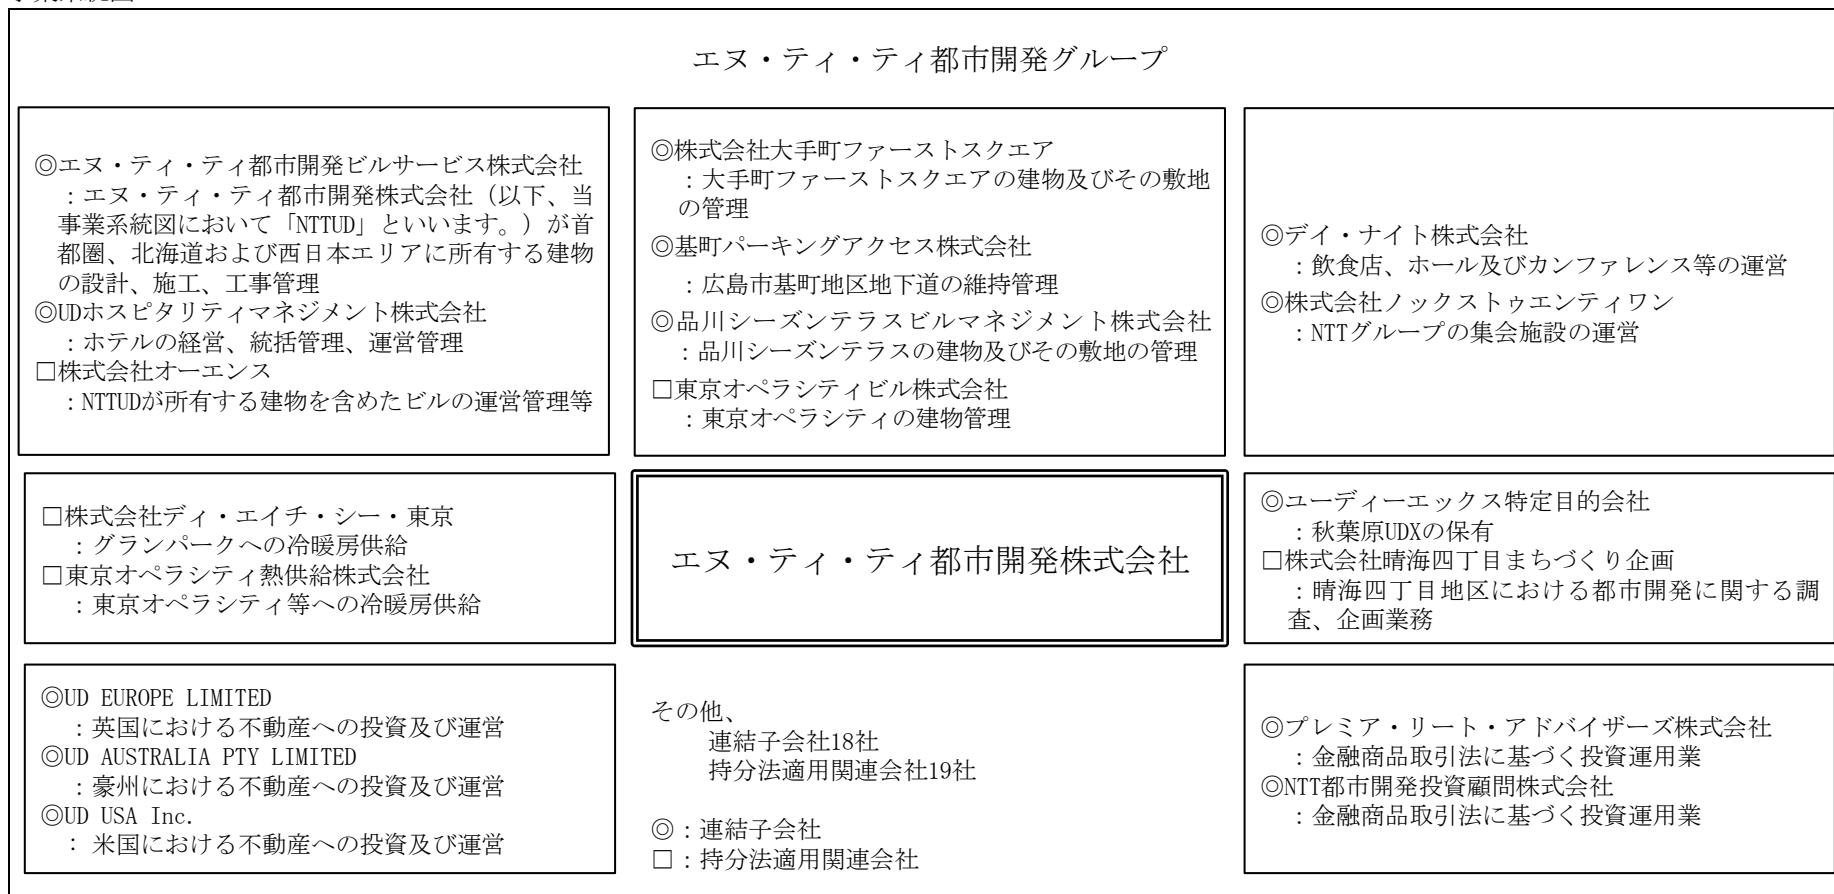 エヌ・ティ・ティ都市開発グループ
◎エヌ・ティ・ティ都市開発ビルサービス株式会社
：エヌ・ティ・ティ都市開発株式会社（以下、当
事業系統図において「NTTUD」といいます。）が首
都圏、北海道および西日本エリアに所有する建物
の設計、施工、工事管理
◎UDホスピタリティマネジメント株式会社
：ホテルの経営、統括管理、運営管理
□株式会社オーエンス
：NTTUDが所有する建物を含めたビルの運営管理等
◎株式会社大手町ファーストスクエア
：大手町ファーストスクエアの建物及びその敷地
の管理
◎基町パーキングアクセス株式会社
：広島市基町地区地下道の維持管理
◎品川シーズンテラスビルマネジメント株式会社
：品川シーズンテラスの建物及びその敷地の管理
□東京オペラシティビル株式会社
：東京オペラシティの建物管理
◎デイ・ナイト株式会社
：飲食店、ホール及びカンファレンス等の運営
◎株式会社ノックストゥエンティワン
：NTTグループの集会施設の運営
□株式会社ディ・エイチ・シー・東京
：グランパークへの冷暖房供給
□東京オペラシティ熱供給株式会社
：東京オペラシティ等への冷暖房供給
エヌ・ティ・ティ都市開発株式会社
◎ユーディーエックス特定目的会社
：秋葉原UDXの保有
□株式会社晴海四丁目まちづくり企画
：晴海四丁目地区における都市開発に関する調
査、企画業務
◎UD EUROPE LIMITED
：英国における不動産への投資及び運営
◎UD AUSTRALIA PTY LIMITED
：豪州における不動産への投資及び運営
◎UD USA Inc.
：米国における不動産への投資及び運営
その他、
連結子会社18社
持分法適用関連会社19社
◎：連結子会社
□：持分法適用関連会社
◎プレミア・リート・アドバイザーズ株式会社
：金融商品取引法に基づく投資運用業
◎NTT都市開発投資顧問株式会社
：金融商品取引法に基づく投資運用業